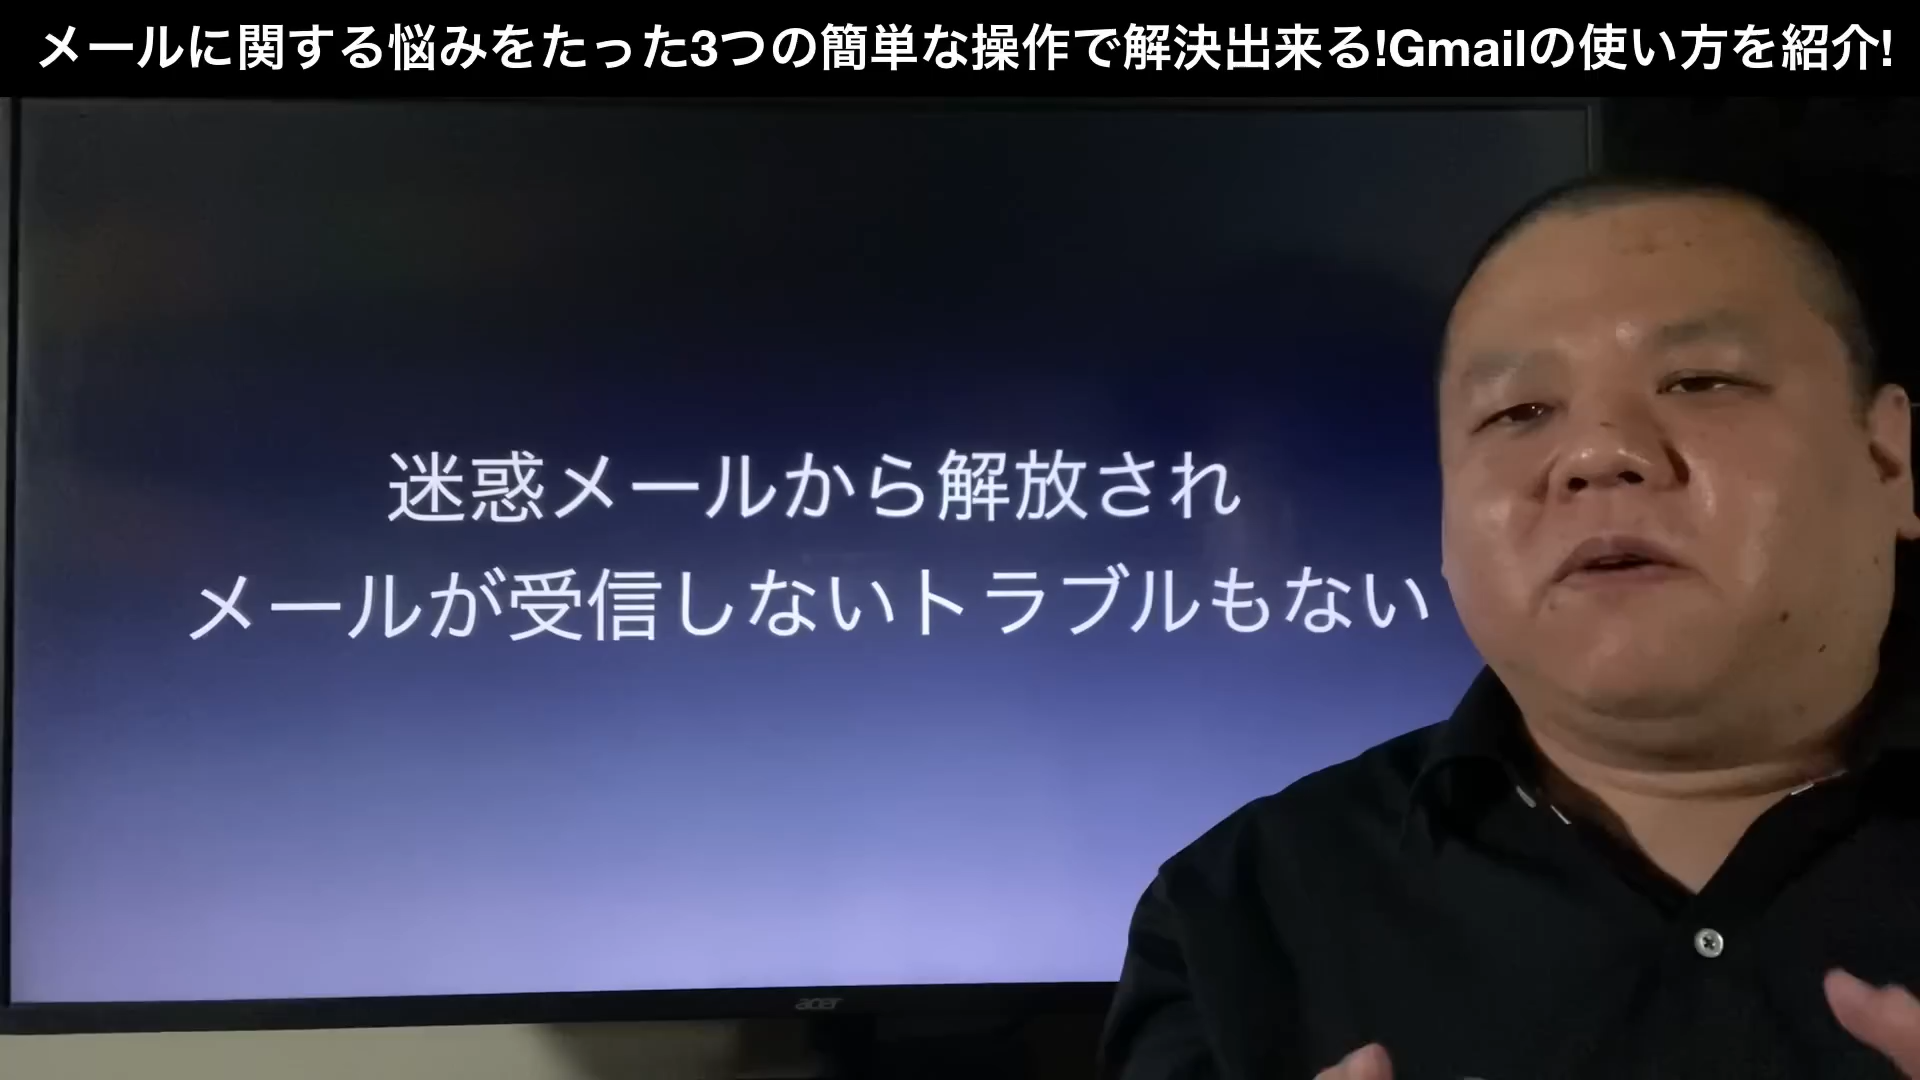 メールに関する悩みをたった3つの簡単な操作で解決出来る!Gmailの使い方を紹介!
迷惑メールから解放され
メールが受信しないトラブルもない
acer